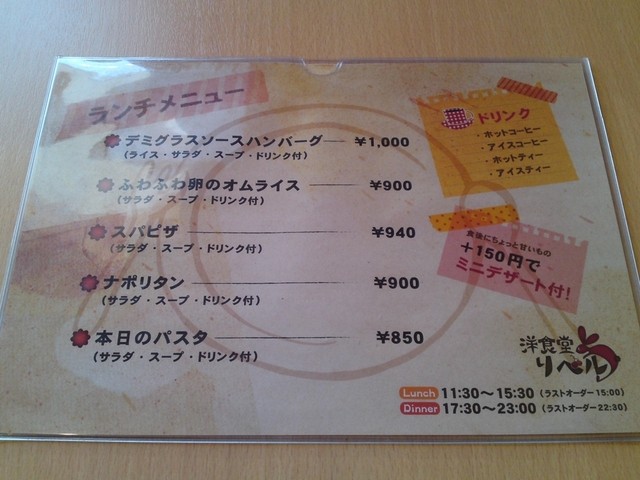 ランチメニュー
デミグラスソースハンバーグ ¥1,000
(ライス・サラダ・スープ・ドリンク付)
ふわふわ卵のオムライス ¥900
(サラダ・スープ・ドリンク付)
スパピザ ¥940
(サラダ・スープ・ドリンク付)
ナポリタン ¥900
(サラダ・スープ・ドリンク付)
本日のパスタ ¥850
(サラダ・スープ・ドリンク付)
ドリンク
・ホットコーヒー
・アイスコーヒー
・ホットティー
・アイスティー
食後にちょっと甘いもの
+150円で
ミニデザート付!
洋食堂
リベル
Lunch 11:30〜15:30 (ラストオーダー15:00)
Dinner 17:30〜23:00 (ラストオーダー22:30)